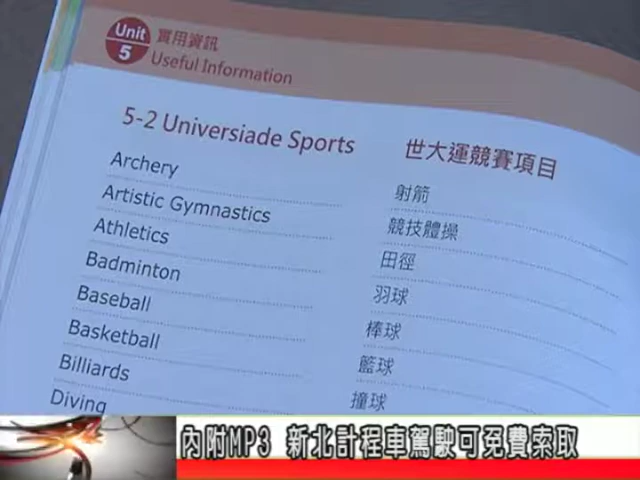 Unit 5
實用資訊
Useful Information
5-2 Universiade Sports 世大運競賽項目
Archery 射箭
Artistic Gymnastics 競技體操
Athletics 田徑
Badminton 羽球
Baseball 棒球
Basketball 籃球
Billiards 撞球
Diving
內附MP3 新北計程車駕駛可免費索取